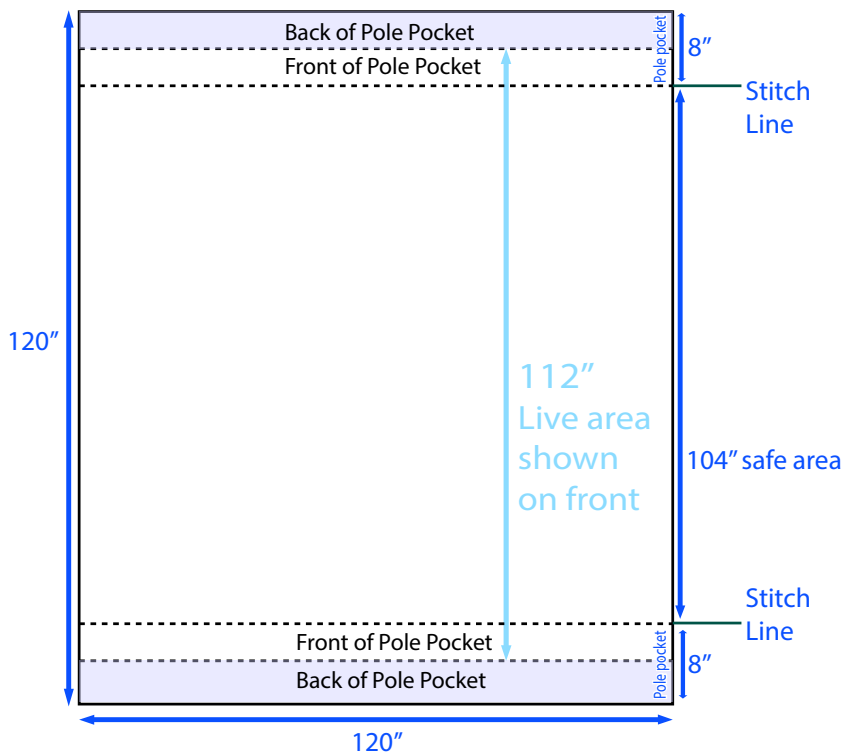 Back of Pole Pocket
Pole pocket
8”
Front of Pole Pocket
Stitch
Line
120”
112”
Live area
shown
on front
104” safe area
Stitch
Line
Front of Pole Pocket
Pole pocket
8”
Back of Pole Pocket
120”